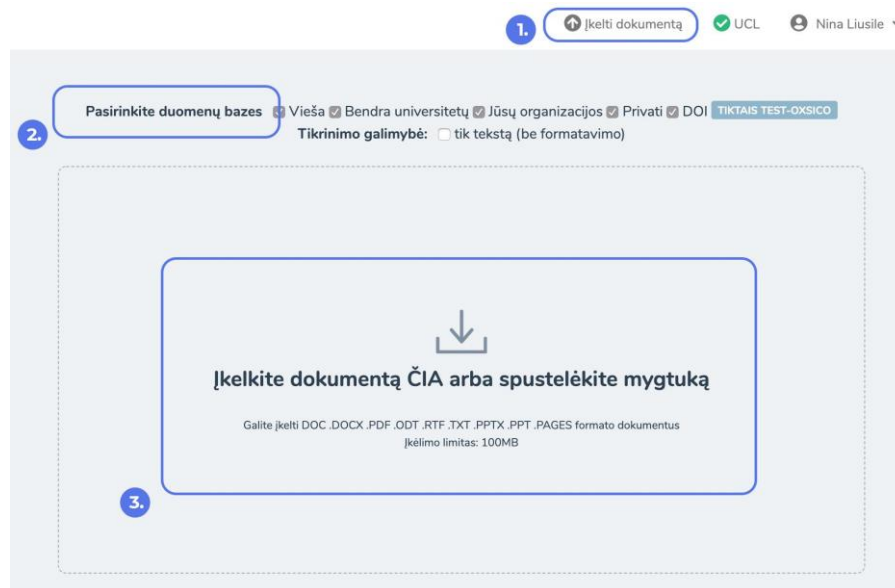 1. Įkelti dokumentą UCL Nina Liusile
Pasirinkite duomenų bazes Vieša Bendra universitetų Jūsų organizacijos Privati DOI TIKTAIS TEST-OXSICO
2. Tikrinimo galimybė: tik tekstą (be formatavimo)
Įkelkite dokumentą ČIA arba spustelėkite mygtuką
Galite įkelti DOC .DOCX .PDF .ODT .RTF .TXT .PPTX .PPT .PAGES formato dokumentus
Įkėlimo limitas: 100MB
3.